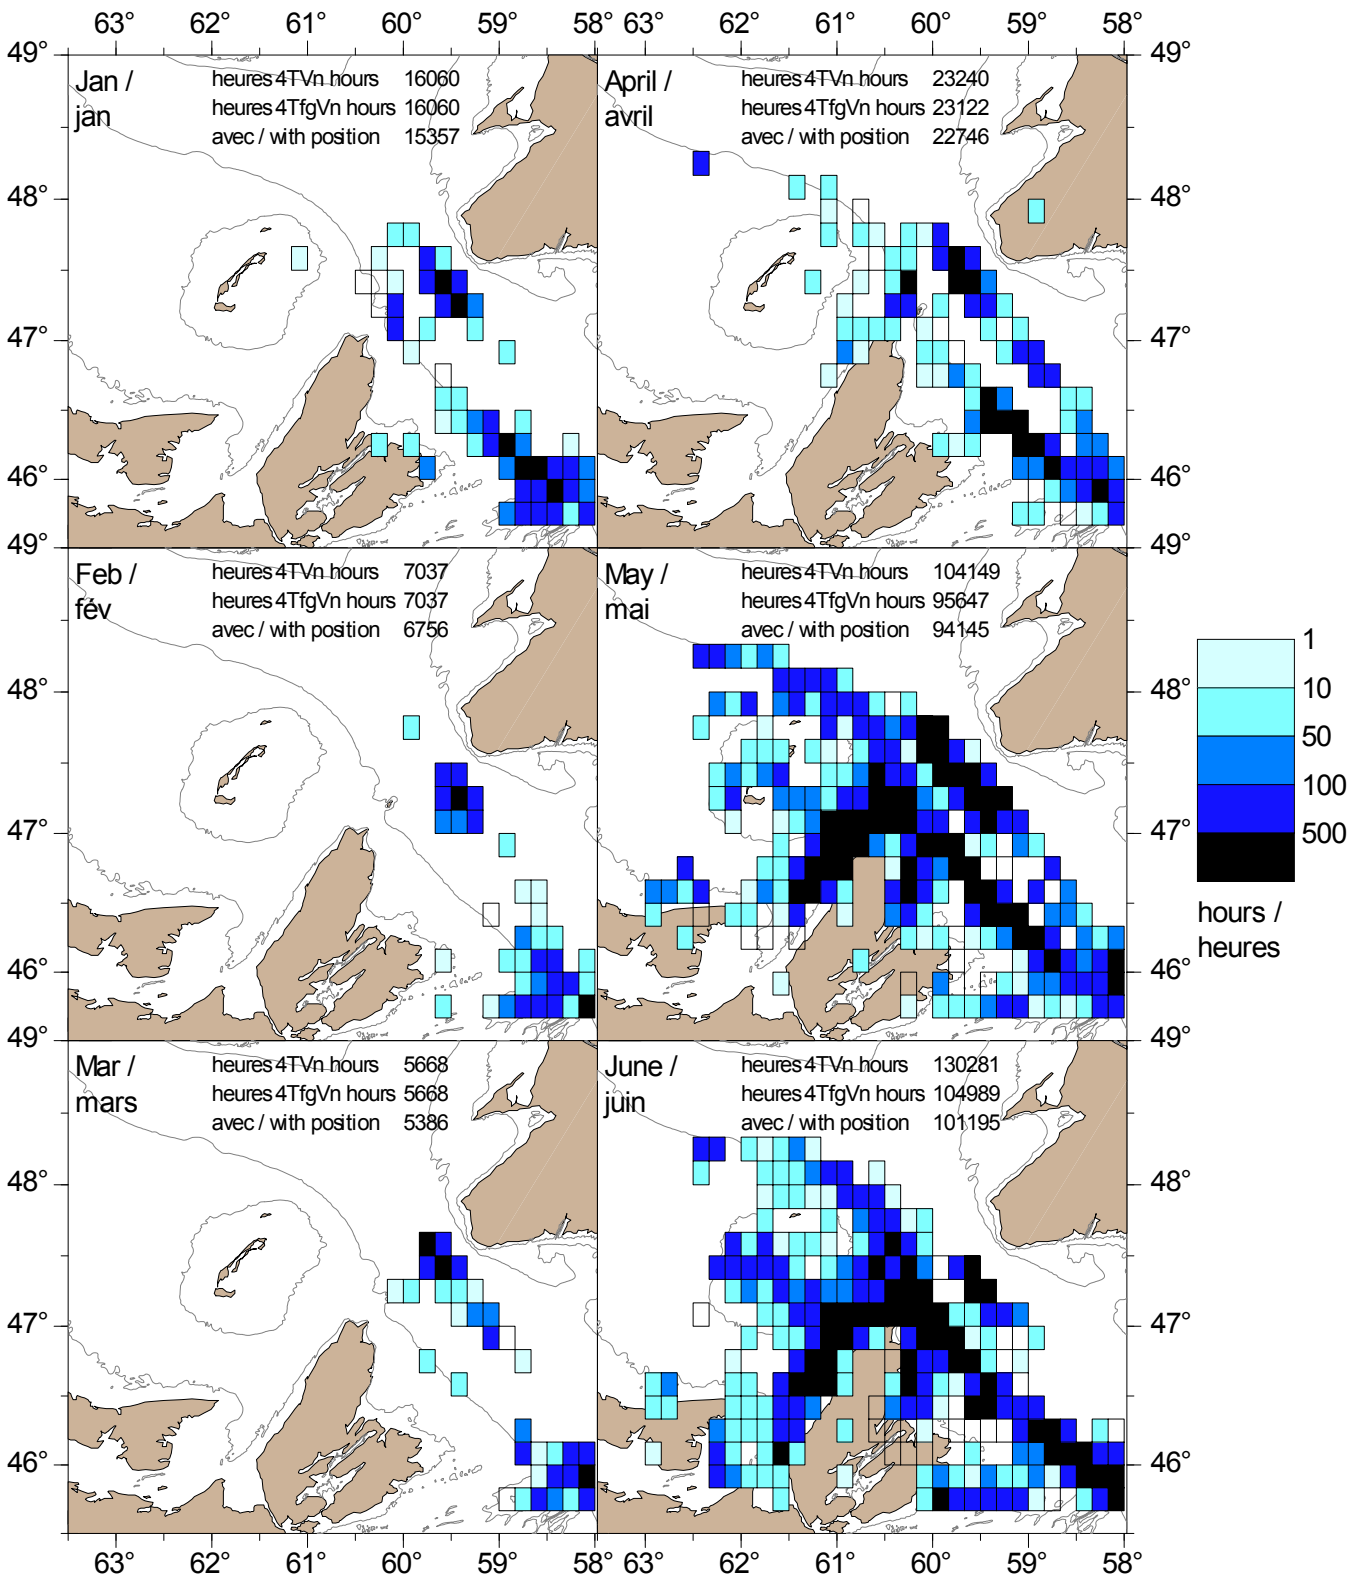 63° 62° 61° 60° 59° 58° 63° 62° 61° 60° 59° 58°
49° 49°
Jan /
jan
heures 4TVn hours 16060
heures 4TfgVn hours 16060
avec / with position 15357
April /
avril
heures 4TVn hours 23240
heures 4TfgVn hours 23122
avec / with position 22746
48° 48°
47° 47°
46° 46°
49° 49°
Feb /
fév
heures 4TVn hours 7037
heures 4TfgVn hours 7037
avec / with position 6756
May /
mai
heures 4TVn hours 104149
heures 4TfgVn hours 95647
avec / with position 94145
48° 48°
47° 47°
46° 46°
49° 49°
1
10
50
100
500
hours /
heures
Mar /
mars
heures 4TVn hours 5668
heures 4TfgVn hours 5668
avec / with position 5386
June /
juin
heures 4TVn hours 130281
heures 4TfgVn hours 104989
avec / with position 101195
48° 48°
47° 47°
46° 46°
63° 62° 61° 60° 59° 58° 63° 62° 61° 60° 59° 58°